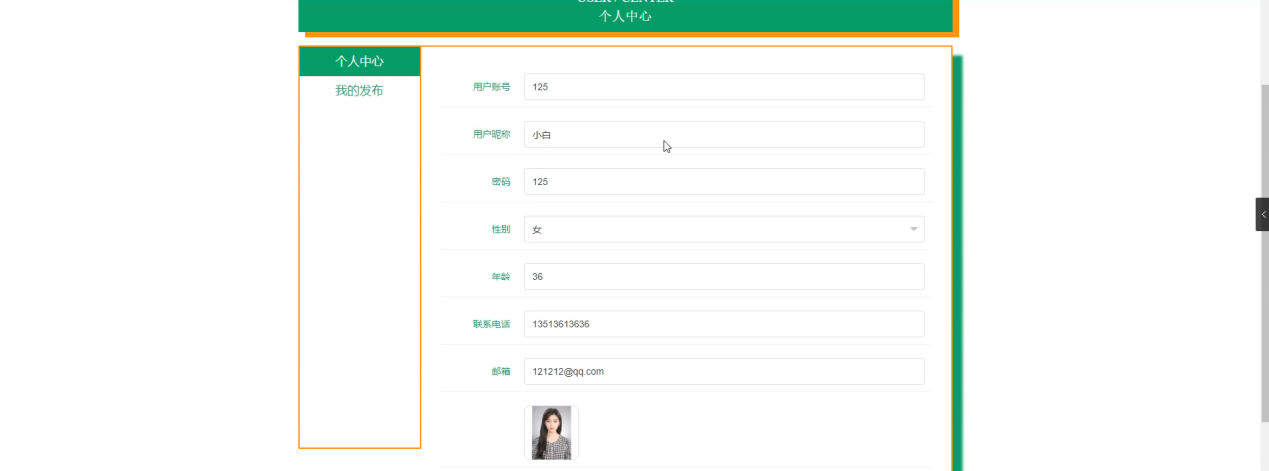 USER / CENTER
个人中心
个人中心
我的发布
用户账号 125
用户昵称 小白
密码 125
性别 女
年龄 36
联系电话 13513613636
邮箱 121212@qq.com